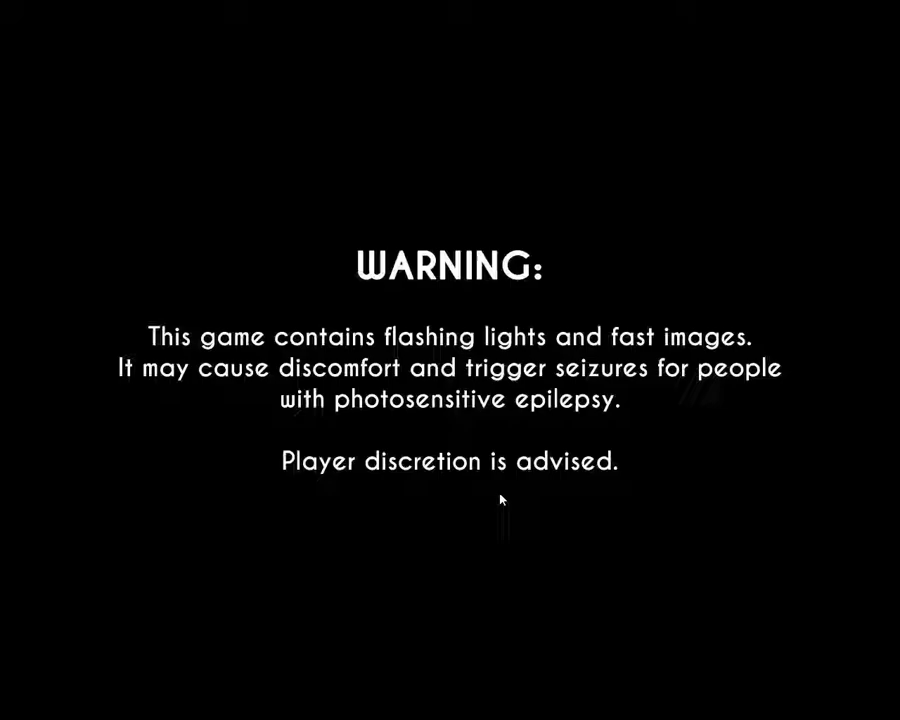 WARNING:
This game contains flashing lights and fast images.
It may cause discomfort and trigger seizures for people
with photosensitive epilepsy.
Player discretion is advised.